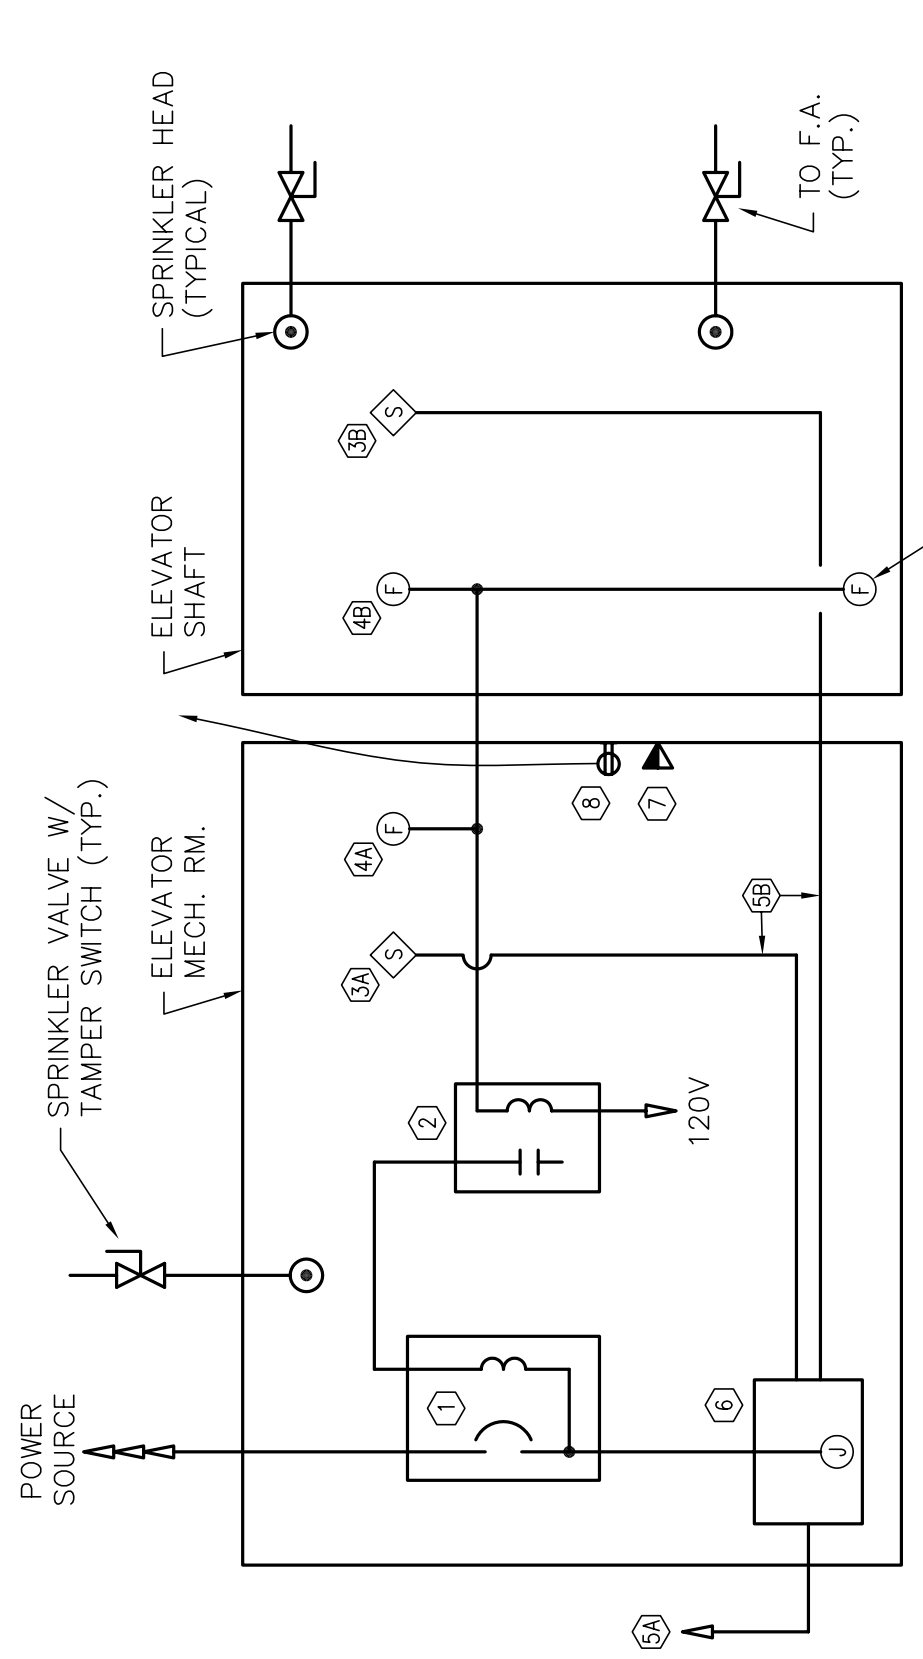 POWER
SOURCE
SPRINKLER VALVE W/
TAMPER SWITCH (TYP.)
ELEVATOR
MECH. RM.
ELEVATOR
SHAFT
SPRINKLER HEAD
(TYPICAL)
3A
S
4A
F
4B
F
3B
S
1
2
120V
8
7
5B
TO F.A.
(TYP.)
6
J
F
5A